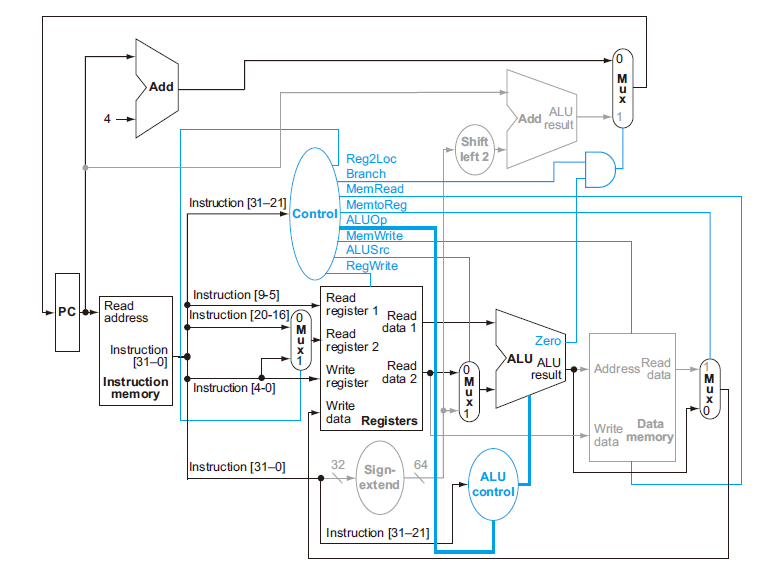 0
M
u
x
1
Add
4
Add
ALU
result
Shift
left 2
Reg2Loc
Branch
MemRead
MemtoReg
ALUOp
MemWrite
ALUSrc
RegWrite
Control
Instruction [31–21]
PC
Read
address
Instruction
[31–0]
Instruction
memory
Instruction [9-5]
Instruction [20-16]
Instruction [4-0]
0
M
u
x
1
Read
register 1
Read
register 2
Write
register
Write
data
Read
data 1
Read
data 2
Registers
0
M
u
x
1
Zero
ALU
ALU
result
Address
Read
data
Write
data
Data
memory
1
M
u
x
0
Instruction [31–0]
32
Sign-
extend
64
ALU
control
Instruction [31–21]